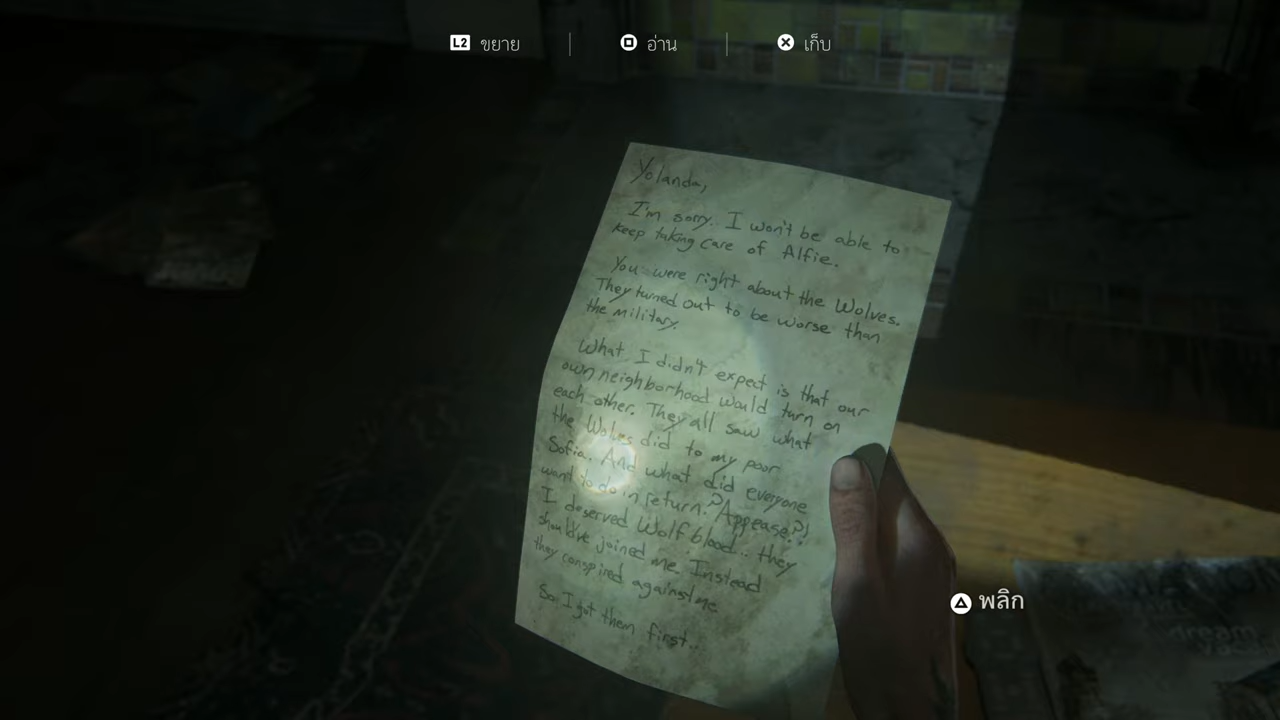 L2 ขยาย
อ่าน
เก็บ
Yolanda,
I'm sorry. I won't be able to
keep taking care of Alfie.
You were right about the Wolves.
They turned out to be worse than
the military.
What I didn't expect is that our
own neighborhood would turn on
each other. They all saw what
the Wolves did to my poor
Sofia. And what did everyone
want to do in return? Appease?!
I deserved Wolf blood... they
should've joined me. Instead
they conspired against me.
So I got them first..
พลิก
dream